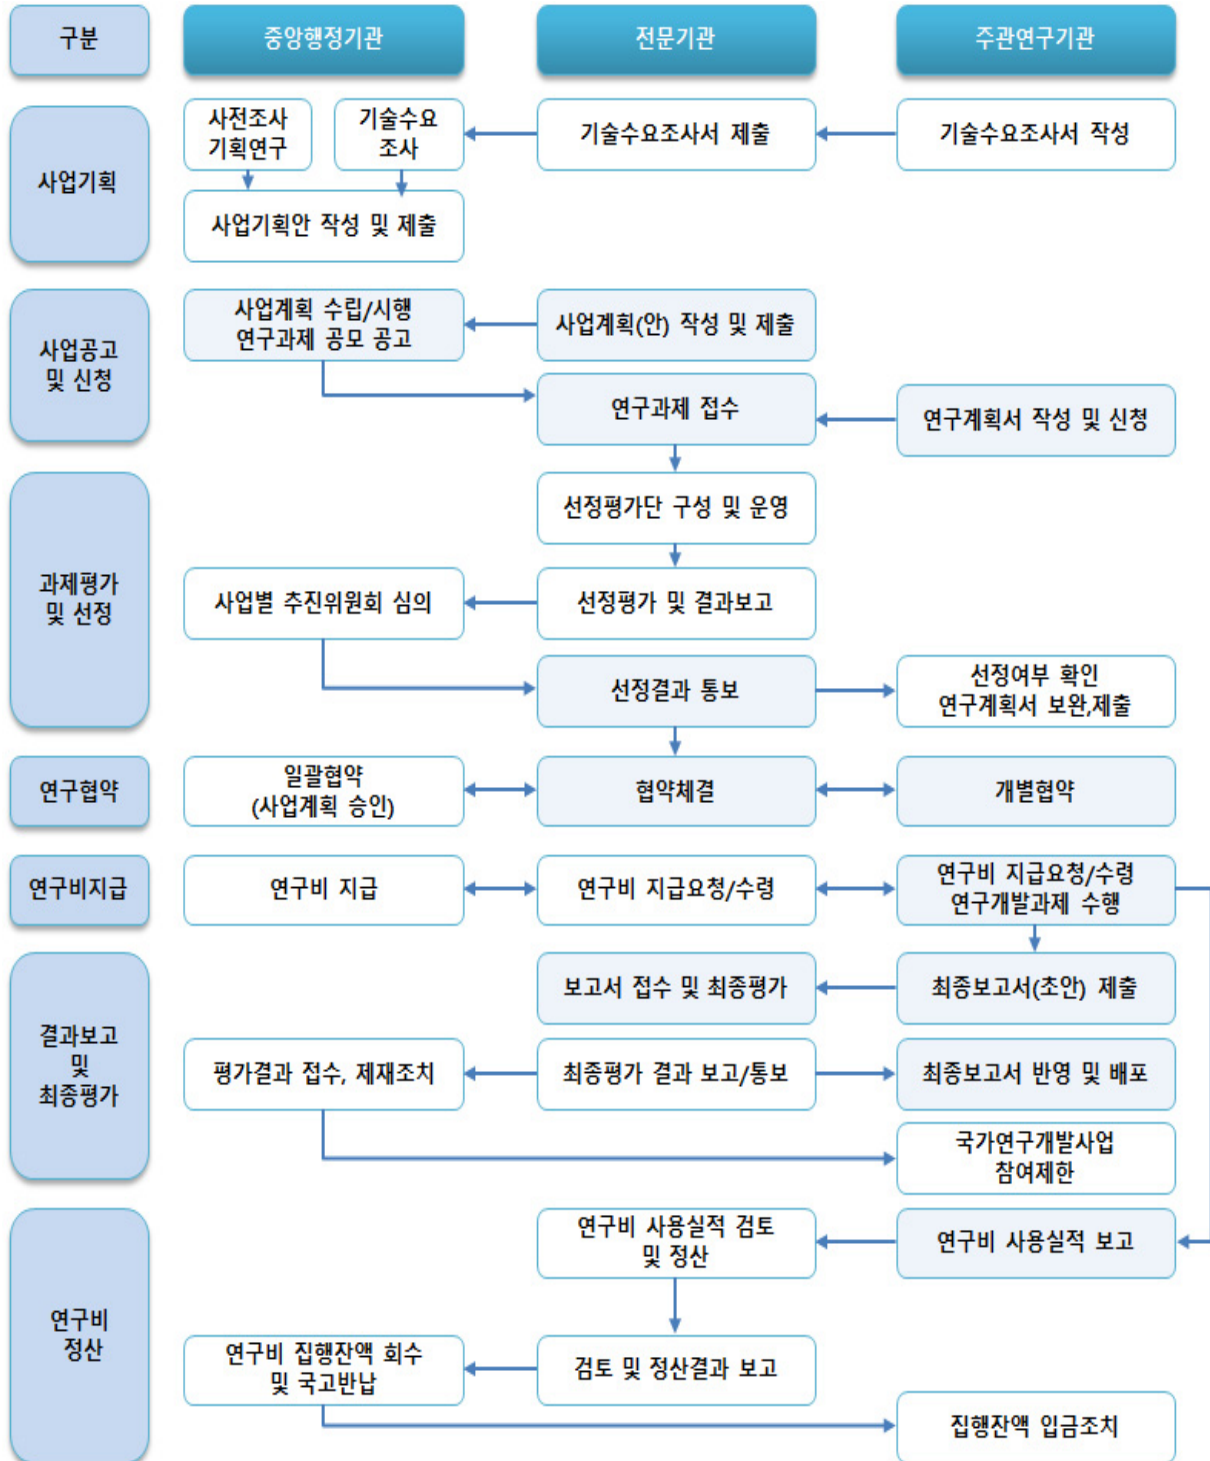 구분
중앙행정기관
전문기관
주관연구기관
사업기획
사전조사
기획연구
기술수요
조사
기술수요조사서 제출
기술수요조사서 작성
사업기획안 작성 및 제출
사업공고
및 신청
사업계획 수립/시행
연구과제 공모 공고
사업계획(안) 작성 및 제출
연구과제 접수
연구계획서 작성 및 신청
과제평가
및 선정
선정평가단 구성 및 운영
사업별 추진위원회 심의
선정평가 및 결과보고
선정결과 통보
선정여부 확인
연구계획서 보완,제출
연구협약
일괄협약
(사업계획 승인)
협약체결
개별협약
연구비지급
연구비 지급
연구비 지급요청/수령
연구비 지급요청/수령
연구개발과제 수행
결과보고
및
최종평가
보고서 접수 및 최종평가
최종보고서(초안) 제출
평가결과 접수, 제재조치
최종평가 결과 보고/통보
최종보고서 반영 및 배포
국가연구개발사업
참여제한
연구비
정산
연구비 사용실적 검토
및 정산
연구비 사용실적 보고
연구비 집행잔액 회수
및 국고반납
검토 및 정산결과 보고
집행잔액 입금조치